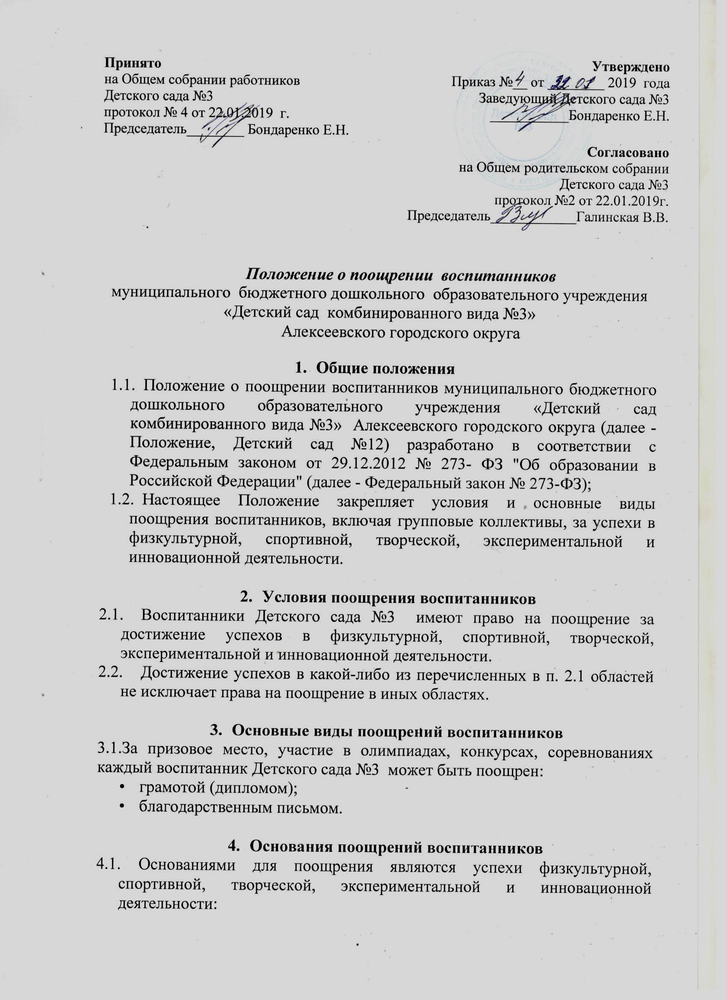 Принято
на Общем собрании работников
Детского сада №3
протокол № 4 от 22.01.2019 г.
Председатель________ Бондаренко Е.Н.
Утверждено
Приказ № 4 от 22 01 2019 года
Заведующий Детского сада №3
___________Бондаренко Е.Н.
Детский сад
№3
Согласовано
на Общем родительском собрании
Детского сада №3
протокол №2 от 22.01.2019г.
Председатель____________Галинская В.В.
Положение о поощрении воспитанников
муниципального бюджетного дошкольного образовательного учреждения
«Детский сад комбинированного вида №3»
Алексеевского городского округа
1. Общие положения
1.1. Положение о поощрении воспитанников муниципального бюджетного
дошкольного образовательного учреждения «Детский сад
комбинированного вида №3» Алексеевского городского округа (далее -
Положение, Детский сад №12) разработано в соответствии с
Федеральным законом от 29.12.2012 № 273- ФЗ "Об образовании в
Российской Федерации" (далее - Федеральный закон № 273-ФЗ);
1.2. Настоящее Положение закрепляет условия и основные виды
поощрения воспитанников, включая групповые коллективы, за успехи в
физкультурной, спортивной, творческой, экспериментальной и
инновационной деятельности.
2. Условия поощрения воспитанников
2.1. Воспитанники Детского сада №3 имеют право на поощрение за
достижение успехов в физкультурной, спортивной, творческой,
экспериментальной и инновационной деятельности.
2.2. Достижение успехов в какой-либо из перечисленных в п. 2.1 областей
не исключает права на поощрение в иных областях.
3. Основные виды поощрений воспитанников
3.1.За призовое место, участие в олимпиадах, конкурсах, соревнованиях
каждый воспитанник Детского сада №3 может быть поощрен:
• грамотой (дипломом);
• благодарственным письмом.
4. Основания поощрений воспитанников
4.1. Основаниями для поощрения являются успехи физкультурной,
спортивной, творческой, экспериментальной и инновационной
деятельности: